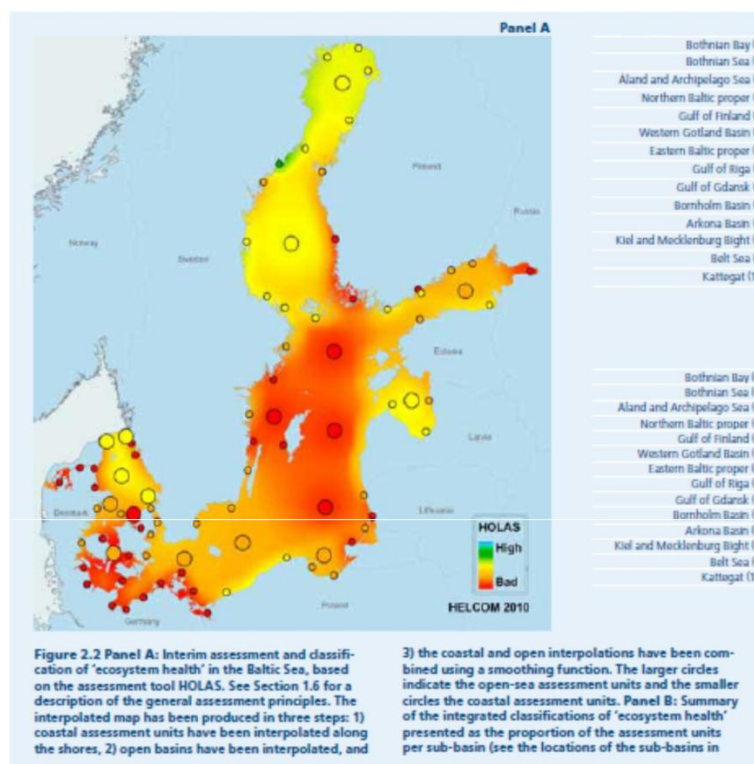 Panel A
Bothnian Bay (
Bothnian Sea (
Åland and Archipelago Sea (
Northern Baltic proper (
Gulf of Finland (
Western Gotland Basin (
Eastern Baltic proper (
Gulf of Riga (
Gulf of Gdansk (
Bornholm Basin (
Arkona Basin (
Kiel and Mecklenburg Bight (
Belt Sea (
Kattegat (1
Finland
Russia
Norway
Sweden
Estonia
Latvia
Denmark
Lithuania
HOLAS
High
Bad
HELCOM 2010
Poland
Germany
Bothnian Bay (
Bothnian Sea (
Aland and Archipelago Sea (
Northern Baltic proper (
Gulf of Finland (
Western Gotland Basin (
Eastern Baltic proper (
Gulf of Riga (
Gulf of Gdansk (
Bornholm Basin (
Arkona Basin (
Kiel and Mecklenburg Bight (
Belt Sea (
Kattegat (1
Figure 2.2 Panel A: Interim assessment and classifi-
cation of ‘ecosystem health’ in the Baltic Sea, based
on the assessment tool HOLAS. See Section 1.6 for a
description of the general assessment principles. The
interpolated map has been produced in three steps: 1)
coastal assessment units have been interpolated along
the shores, 2) open basins have been interpolated, and
3) the coastal and open interpolations have been com-
bined using a smoothing function. The larger circles
indicate the open-sea assessment units and the smaller
circles the coastal assessment units. Panel B: Summary
of the integrated classifications of ‘ecosystem health’
presented as the proportion of the assessment units
per sub-basin (see the locations of the sub-basins in